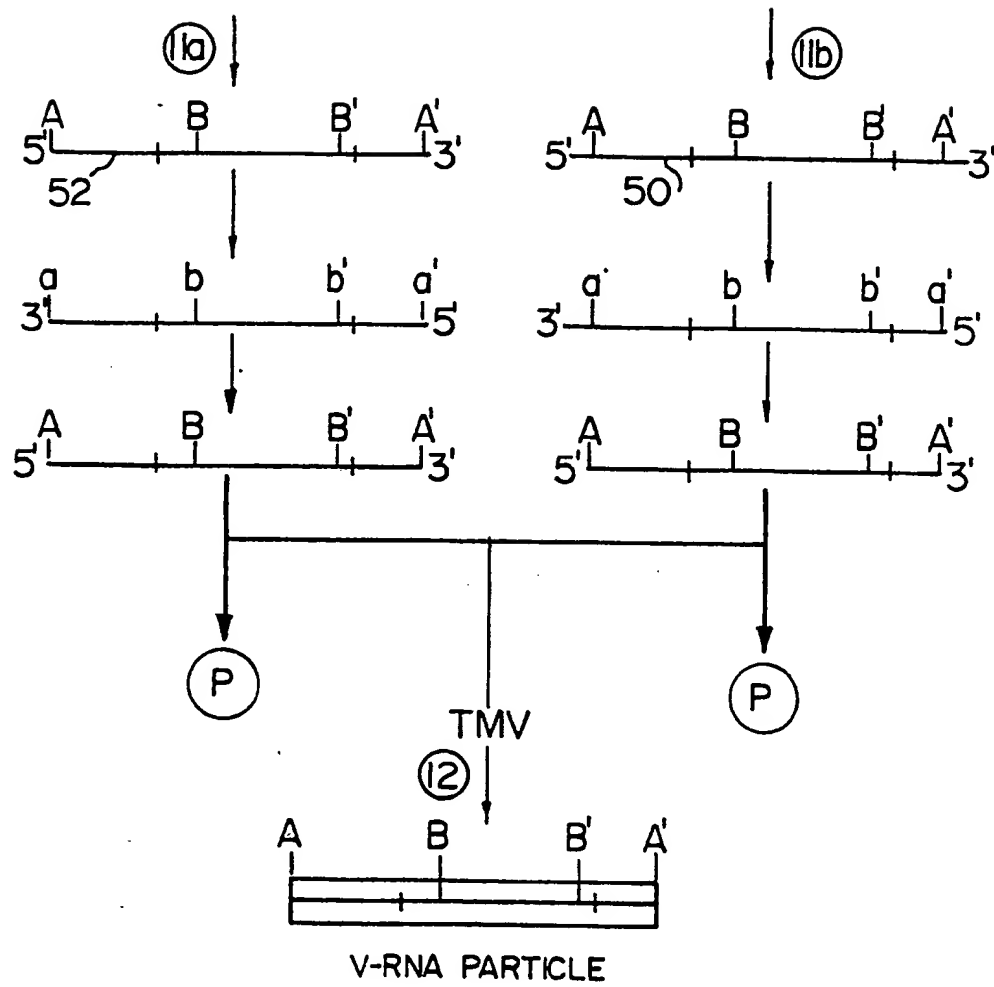 11a 11b
A B B' A' A B B' A'
5' 3' 5' 3'
52 50
a b b' a' a b b' a'
3' 5' 3' 5'
A B B' A' A B B' A'
5' 3' 5' 3'
P P
TMV
12
A B B' A'
V-RNA PARTICLE